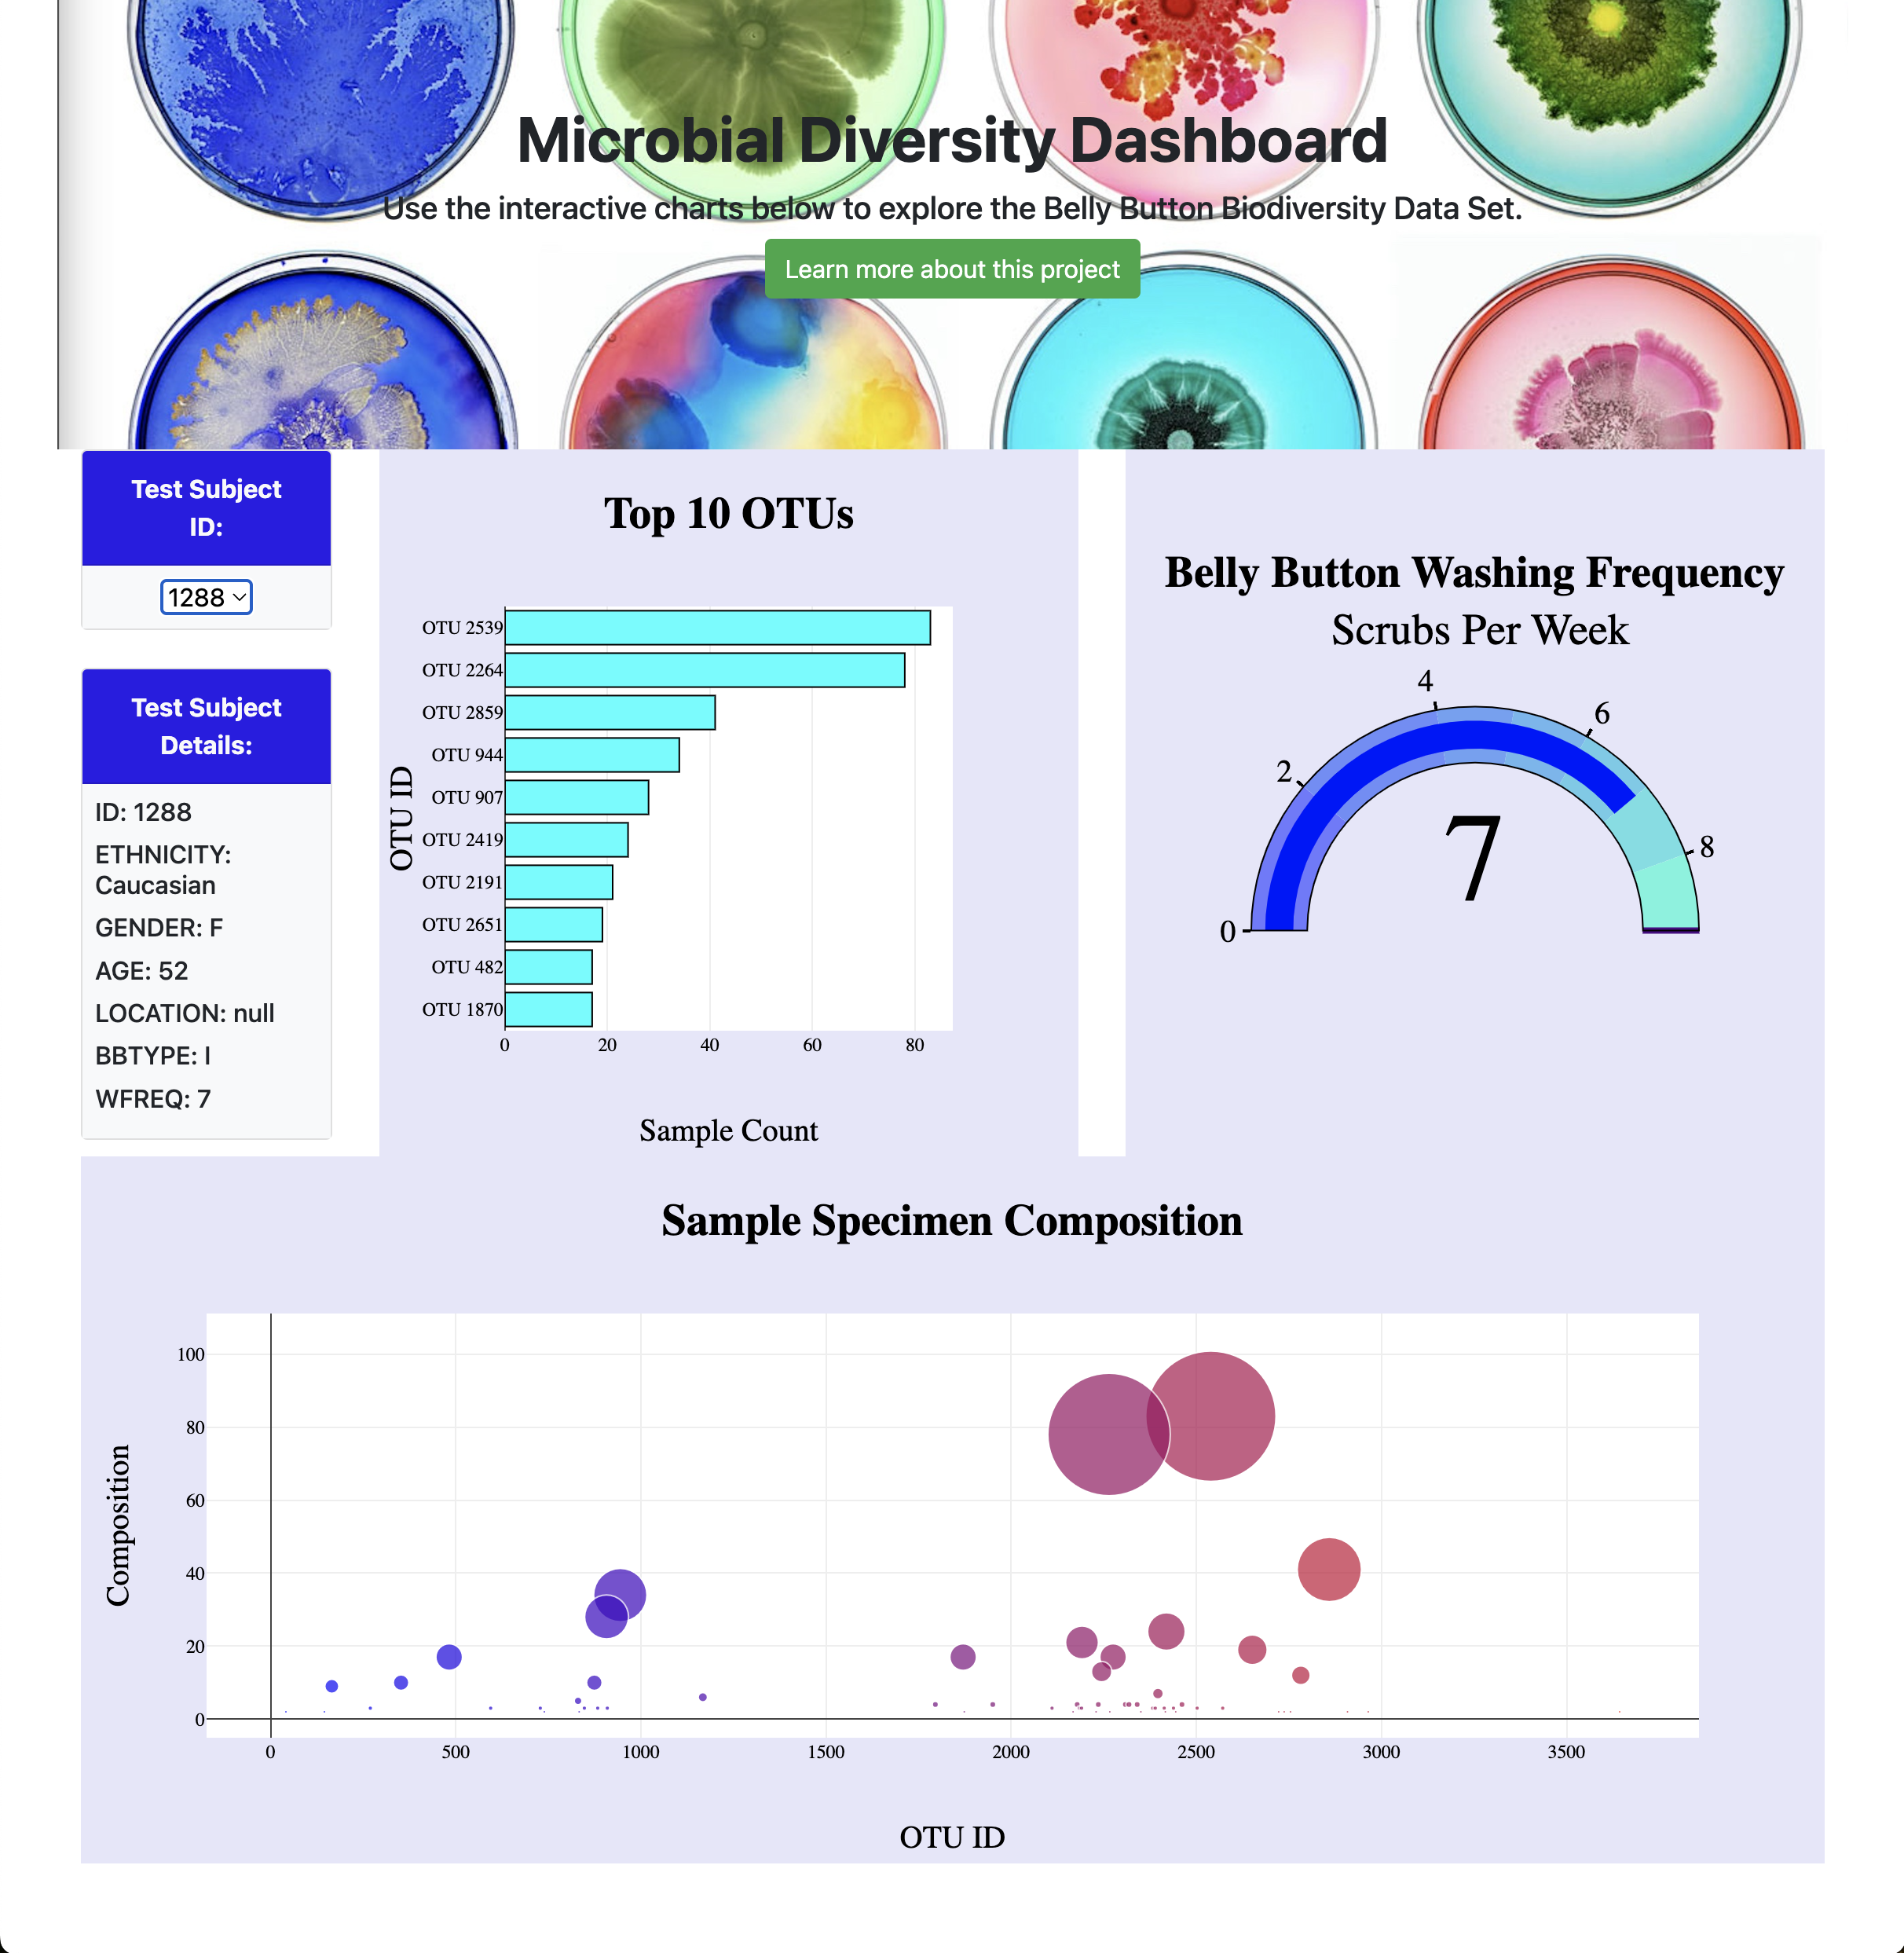 Microbial Diversity Dashboard
Use the interactive charts below to explore the Belly Button Biodiversity Data Set.
Learn more about this project
Test Subject
ID:
1288
Test Subject
Details:
ID: 1288
ETHNICITY:
Caucasian
GENDER: F
AGE: 52
LOCATION: null
BBTYPE: I
WFREQ: 7
Top 10 OTUs
OTU ID
OTU 2539
OTU 2264
OTU 2859
OTU 944
OTU 907
OTU 2419
OTU 2191
OTU 2651
OTU 482
OTU 1870
0 20 40 60 80
Sample Count
Belly Button Washing Frequency
Scrubs Per Week
0
2
4
6
8
7
Sample Specimen Composition
Composition
100
80
60
40
20
0
0 500 1000 1500 2000 2500 3000 3500
OTU ID